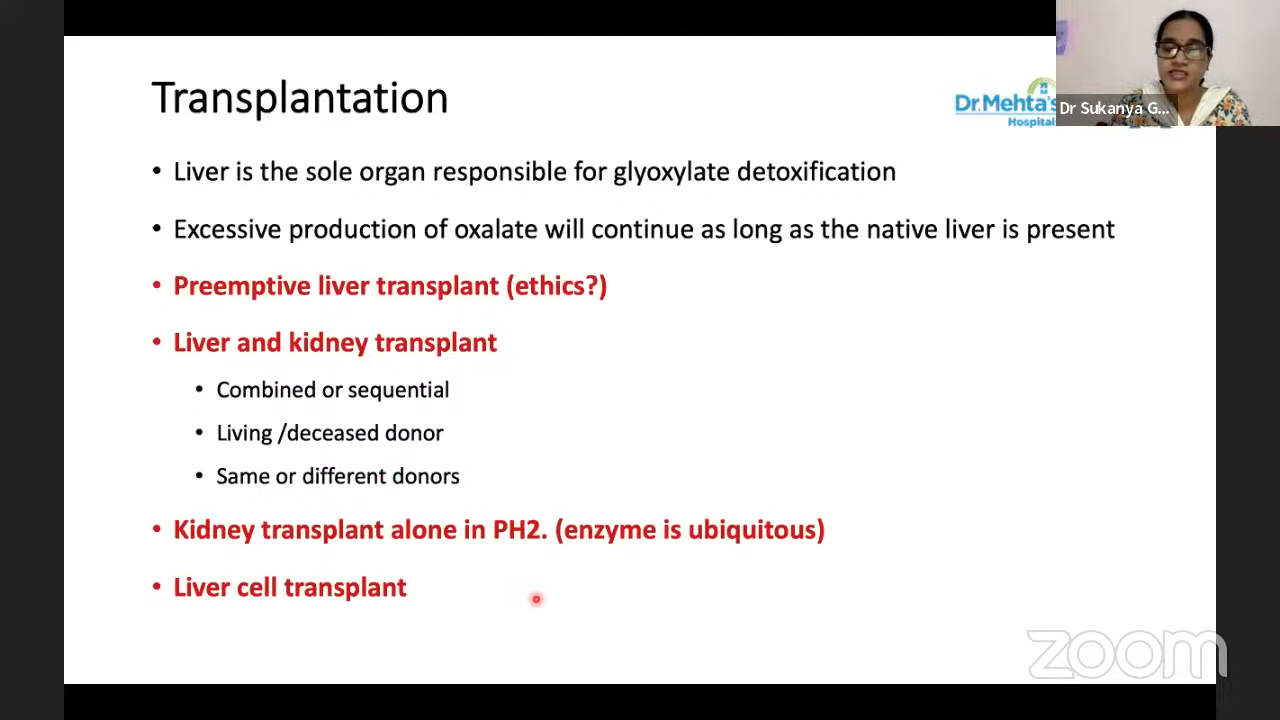 Transplantation
Dr.Mehta's
Hospitals
Dr Sukanya G...
• Liver is the sole organ responsible for glyoxylate detoxification
• Excessive production of oxalate will continue as long as the native liver is present
• Preemptive liver transplant (ethics?)
• Liver and kidney transplant
• Combined or sequential
• Living /deceased donor
• Same or different donors
• Kidney transplant alone in PH2. (enzyme is ubiquitous)
• Liver cell transplant
zoom